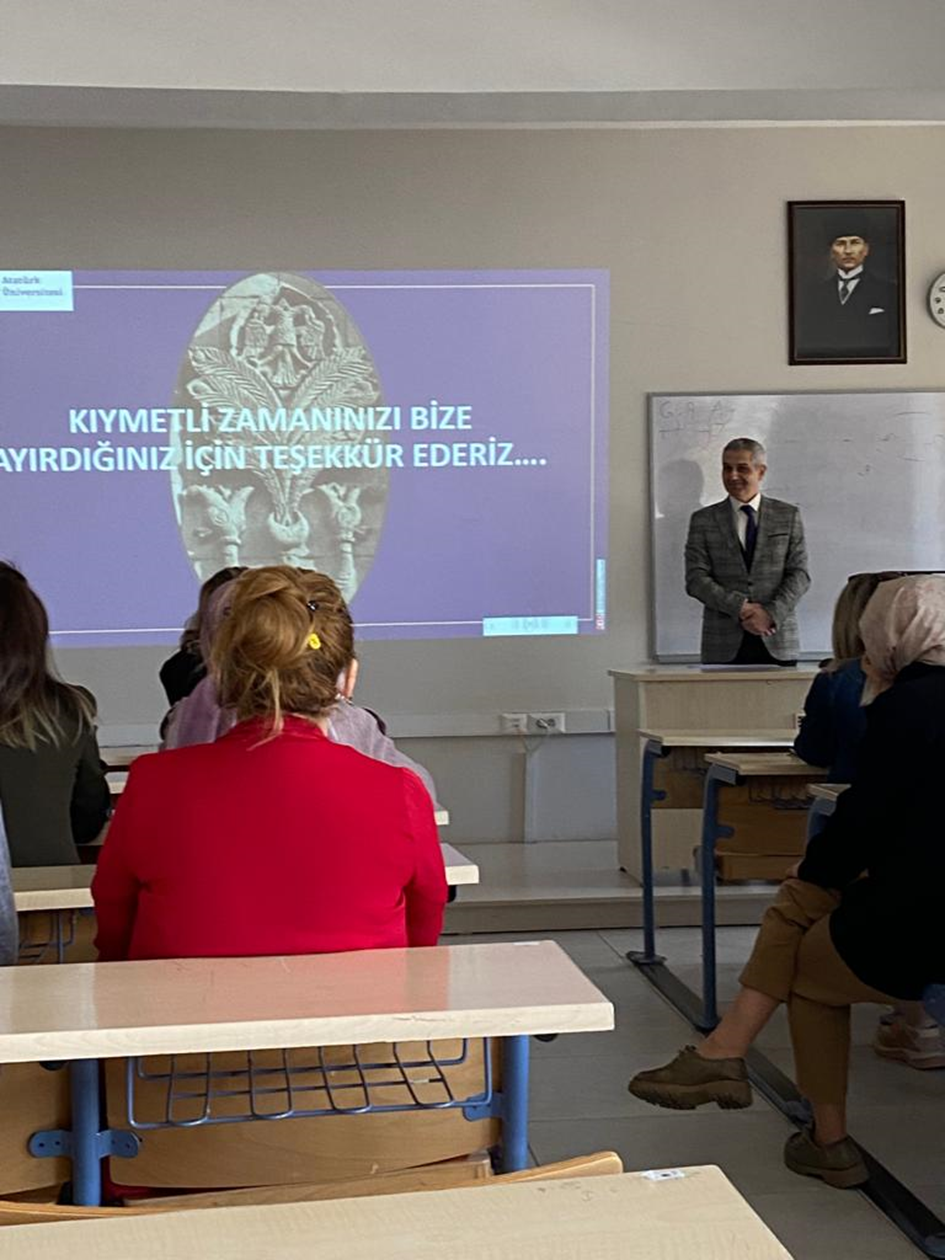 Atatürk
Üniversitesi
KIYMETLİ ZAMANINIZI BİZE
AYIRDIĞINIZ İÇİN TEŞEKKÜR EDERİZ....